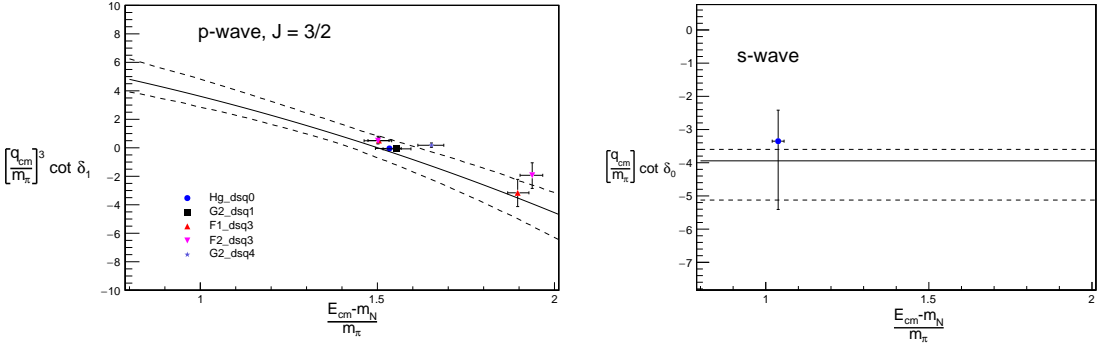 p-wave, J = 3/2
10
8
6
4
2
0
−2
−4
−6
−8
−10
[q_cm/m_π]³ cot δ₁
Hg_dsq0
G2_dsq1
F1_dsq3
F2_dsq3
G2_dsq4
1
1.5
2
E_cm-m_N
m_π
s-wave
0
−1
−2
−3
−4
−5
−6
−7
[q_cm/m_π] cot δ₀
1
1.5
2
E_cm-m_N
m_π